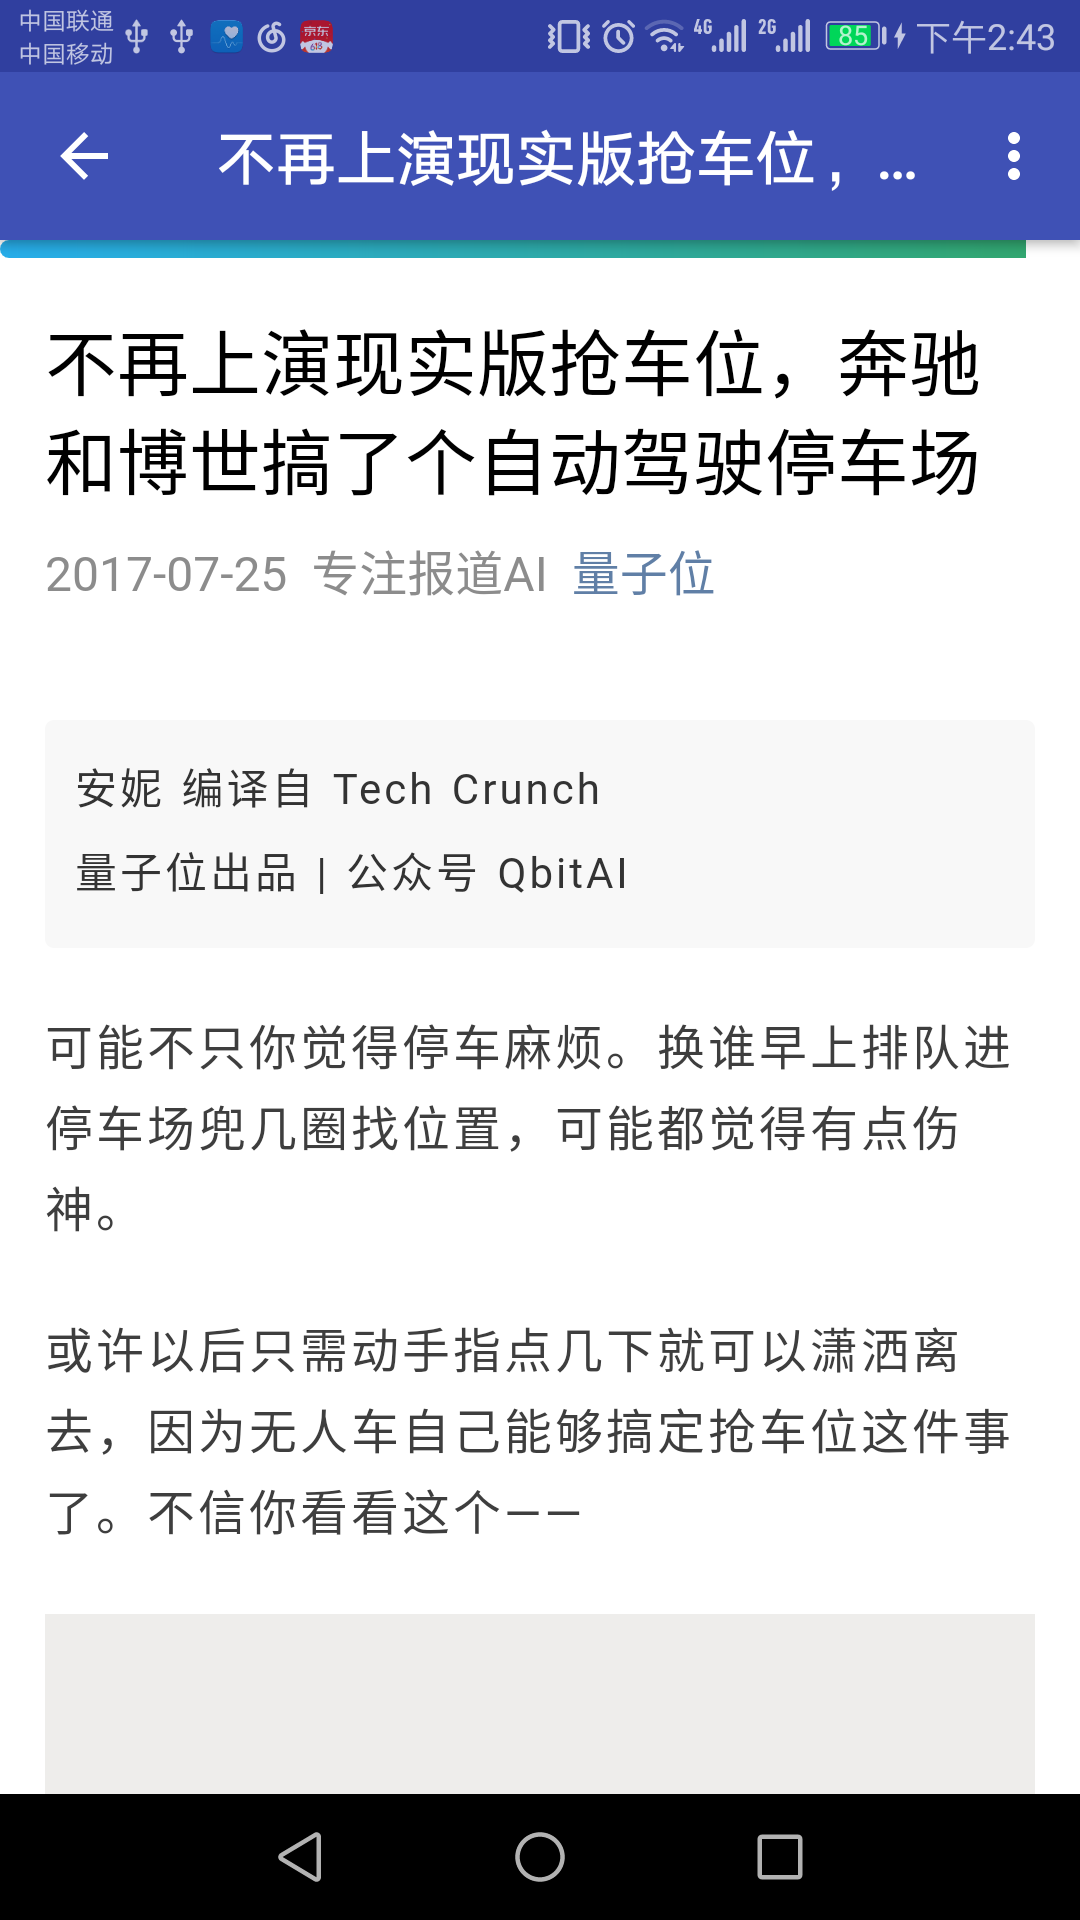 中国联通
中国移动
京东
618
4G
2G
85
下午2:43
不再上演现实版抢车位，…
不再上演现实版抢车位，奔驰
和博世搞了个自动驾驶停车场
2017-07-25 专注报道AI 量子位
安妮 编译自 Tech Crunch
量子位出品 | 公众号 QbitAI
可能不只你觉得停车麻烦。换谁早上排队进
停车场兜几圈找位置，可能都觉得有点伤
神。
或许以后只需动手指点几下就可以潇洒离
去，因为无人车自己能够搞定抢车位这件事
了。不信你看看这个——